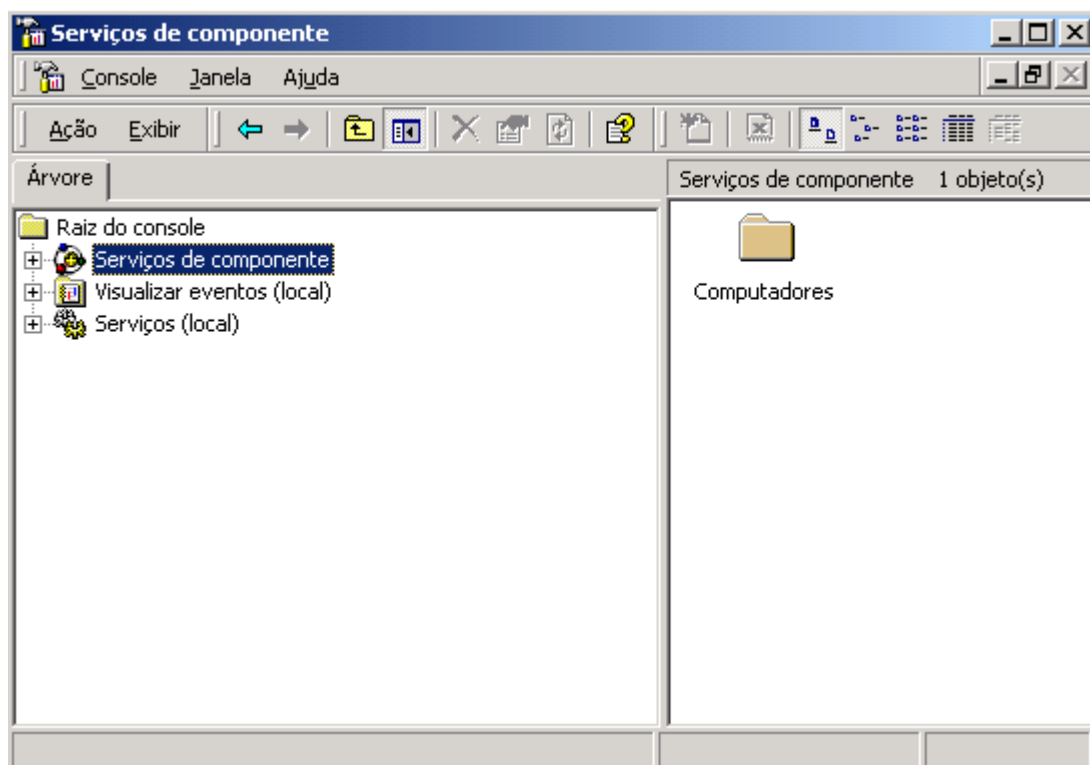 Serviços de componente
Console Janela Ajuda
Ação Exibir
Árvore
Serviços de componente 1 objeto(s)
Raiz do console
Serviços de componente
Visualizar eventos (local)
Serviços (local)
Computadores